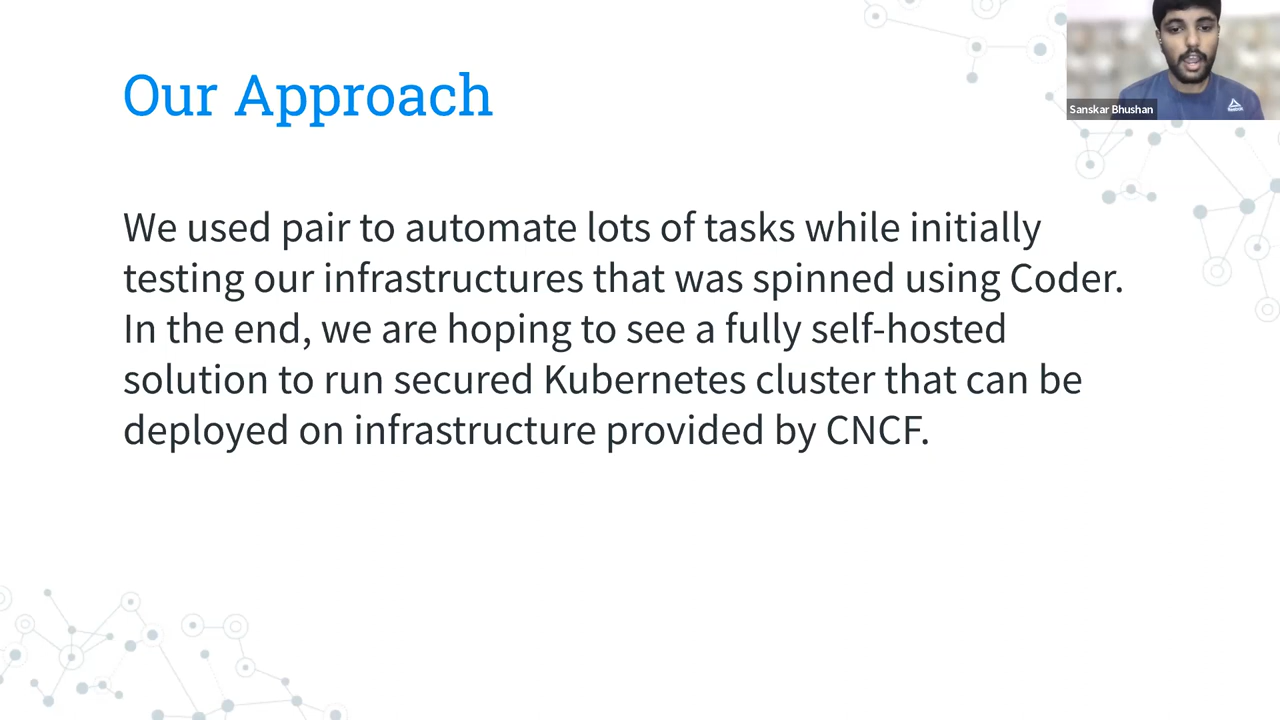 Our Approach
Sanskar Bhushan
We used pair to automate lots of tasks while initially
testing our infrastructures that was spinned using Coder.
In the end, we are hoping to see a fully self-hosted
solution to run secured Kubernetes cluster that can be
deployed on infrastructure provided by CNCF.